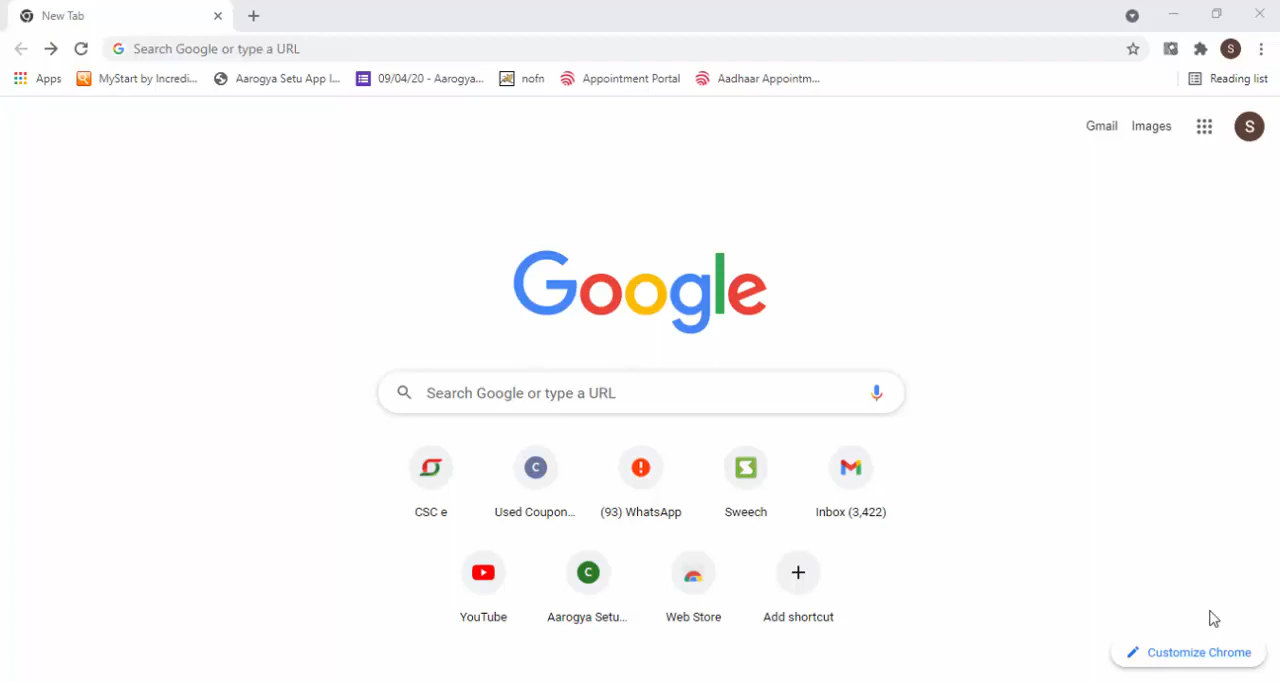 New Tab
Search Google or type a URL
S
Apps
MyStart by Incredi...
Aarogya Setu App I...
09/04/20 - Aarogya...
nofn
Appointment Portal
Aadhaar Appointm...
Reading list
Gmail
Images
S
Google
Search Google or type a URL
C
CSC e
Used Coupon...
(93) WhatsApp
Sweech
Inbox (3,422)
C
YouTube
Aarogya Setu...
Web Store
Add shortcut
Customize Chrome